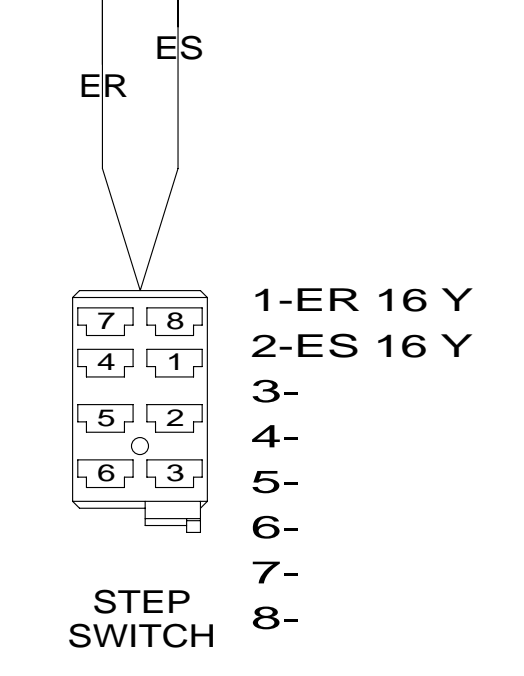 ES
ER
7 8
4 1
5 2
6 3
1-ER 16 Y
2-ES 16 Y
3-
4-
5-
6-
7-
8-
STEP
SWITCH